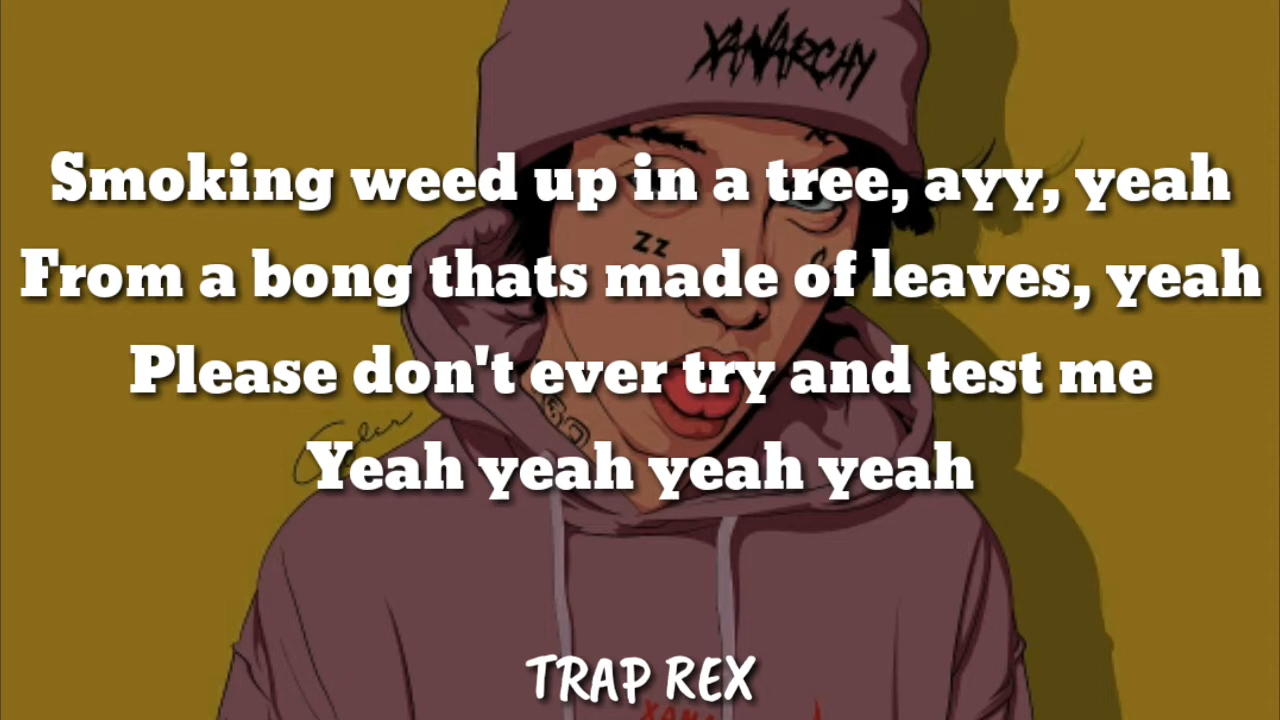 XANARCHY
Smoking weed up in a tree, ayy, yeah
zz
From a bong thats made of leaves, yeah
Please don't ever try and test me
Yeah yeah yeah yeah
TRAP REX